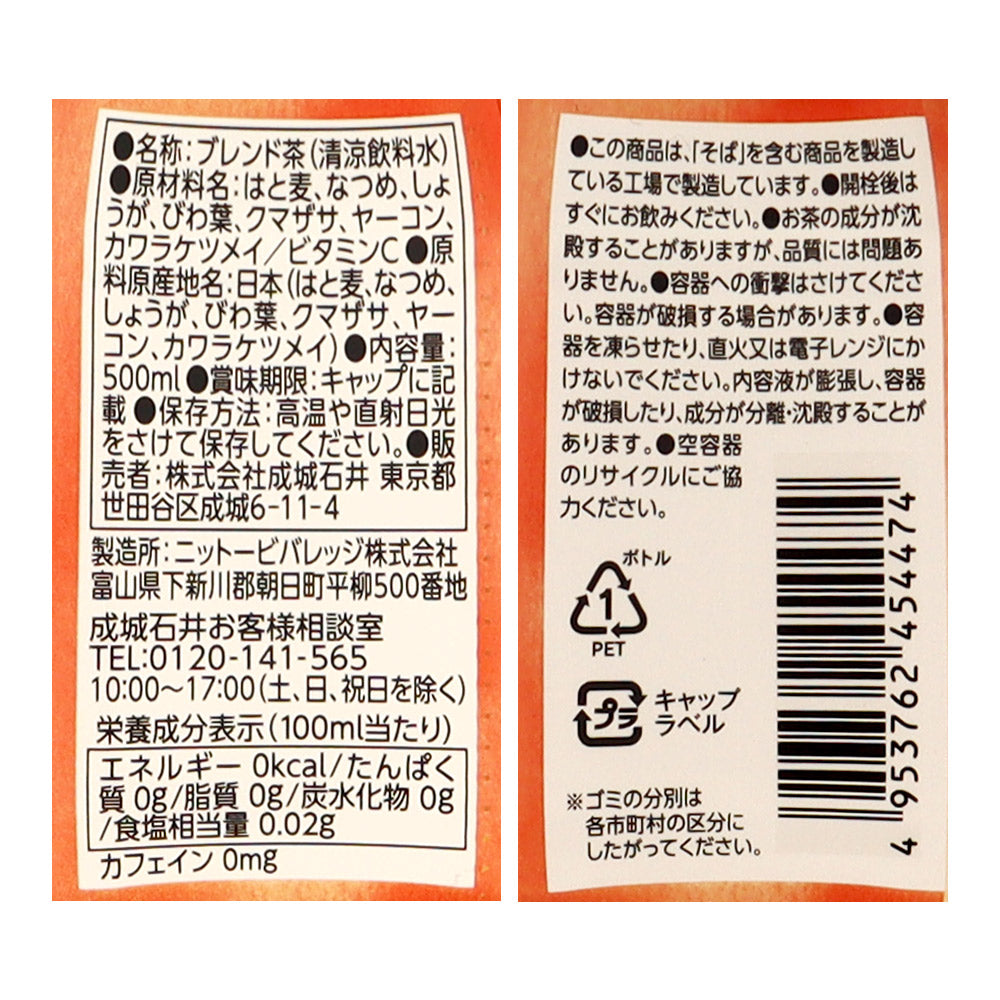 ●名称:ブレンド茶(清涼飲料水)
●原材料名:はと麦、なつめ、しょ
うが、びわ葉、クマザサ、ヤーコン、
カワラケツメイ/ビタミンC●原
料原産地名:日本(はと麦、なつめ、
しょうが、びわ葉、クマザサ、ヤー
コン、カワラケツメイ)●内容量:
500ml●賞味期限:キャップに記
載●保存方法:高温や直射日光
をさけて保存してください。●販
売者:株式会社成城石井 東京都
世田谷区成城6-11-4
製造所:ニットービバレッジ株式会社
富山県下新川郡朝日町平柳500番地
成城石井お客様相談室
TEL:0120-141-565
10:00〜17:00(土、日、祝日を除く)
栄養成分表示(100ml当たり)
エネルギー 0kcal/たんぱく
質 0g/脂質 0g/炭水化物 0g
/食塩相当量 0.02g
カフェイン 0mg
●この商品は、「そば」を含む商品を製造し
ている工場で製造しています。●開栓後は
すぐにお飲みください。●お茶の成分が沈
殿することがありますが、品質には問題あ
りません。●容器への衝撃はさけてくださ
い。容器が破損する場合があります。●容
器を凍らせたり、直火又は電子レンジにか
けないでください。内容液が膨張し、容器
が破損したり、成分が分離・沈殿することが
あります。●空容器
のリサイクルにご協
力ください。
ボトル
1
PET
プラ
キャップ
ラベル
※ゴミの分別は
各市町村の区分に
したがってください。
4953762454474